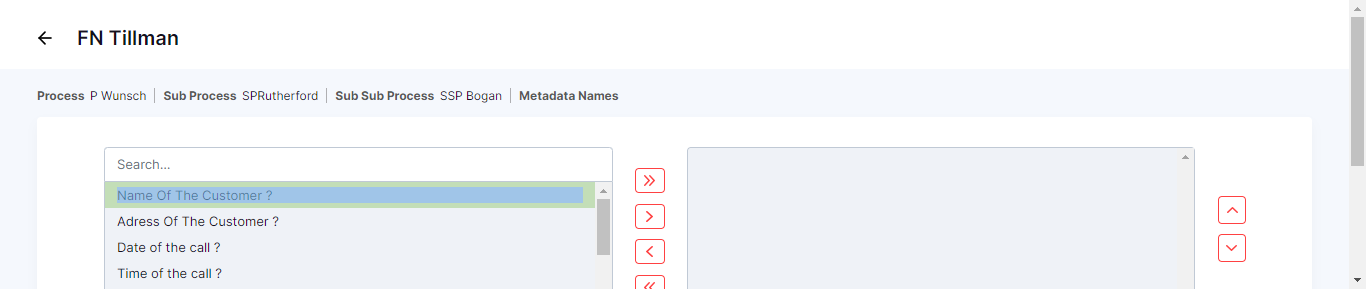 FN Tillman
Process P Wunsch Sub Process SPRutherford Sub Sub Process SSP Bogan Metadata Names
Search...
Name Of The Customer ?
Adress Of The Customer ?
Date of the call ?
Time of the call ?